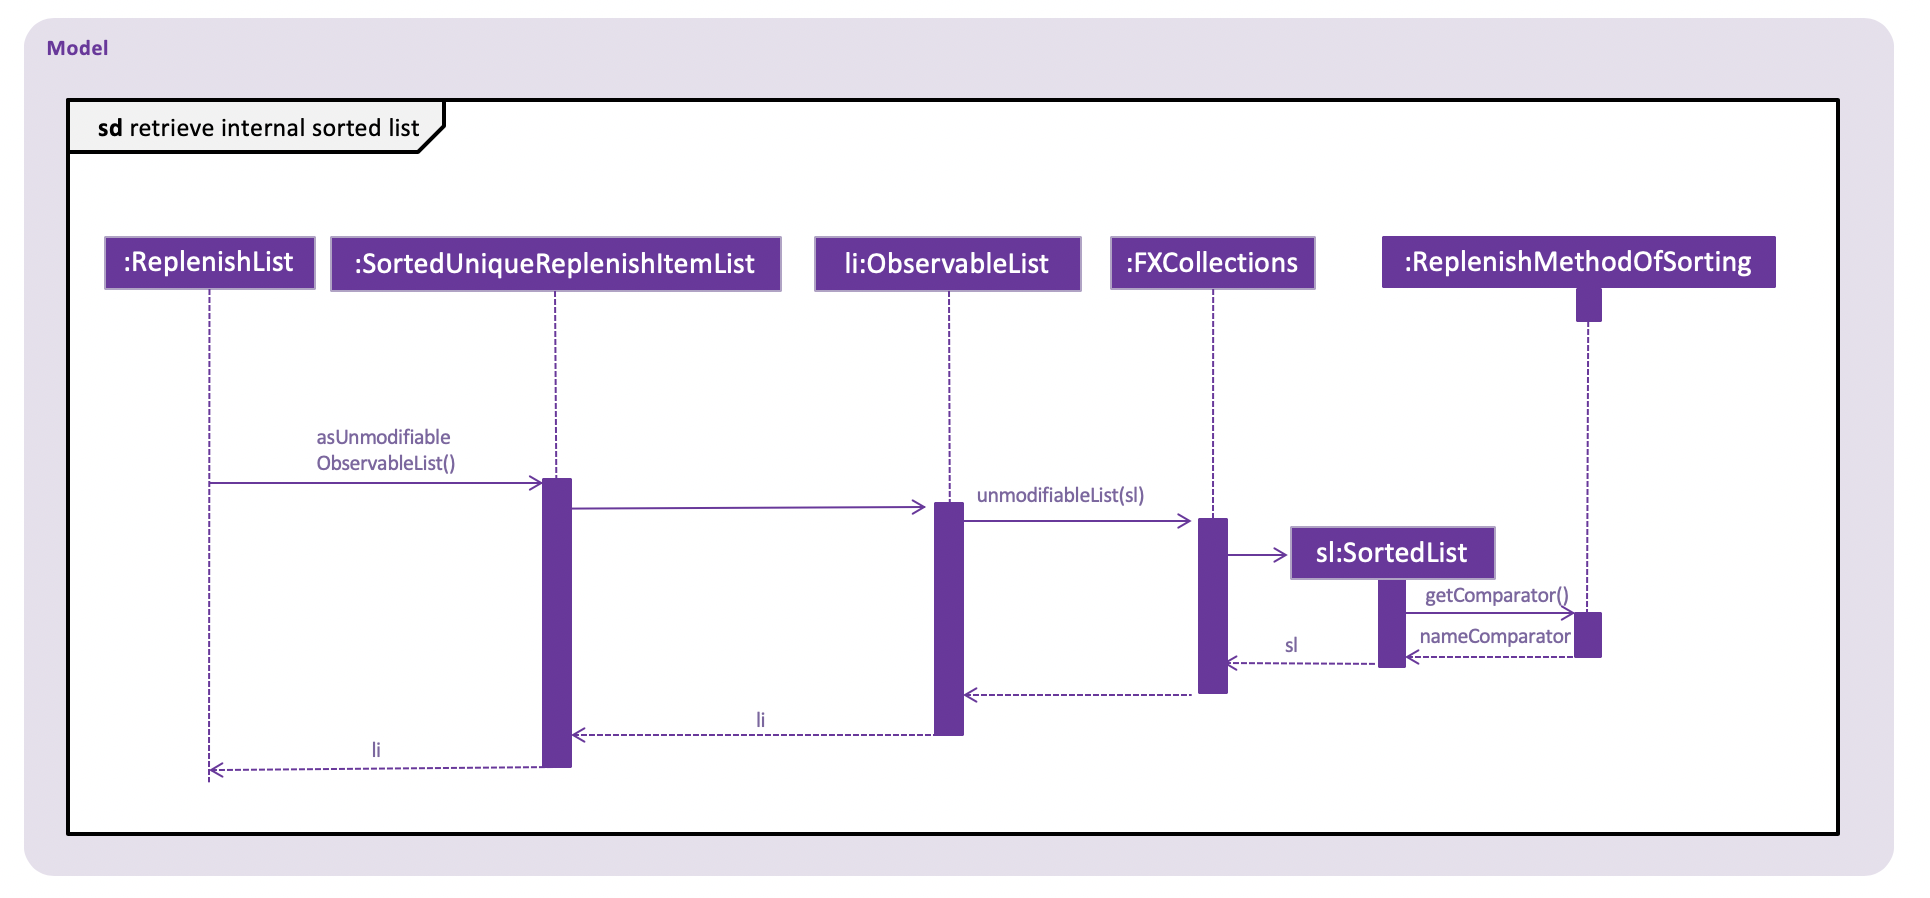 Model
sd retrieve internal sorted list
:ReplenishList
:SortedUniqueReplenishItemList
li:ObservableList
:FXCollections
:ReplenishMethodOfSorting
asUnmodifiable
ObservableList()
unmodifiableList(sl)
sl:SortedList
getComparator()
nameComparator
sl
li
li